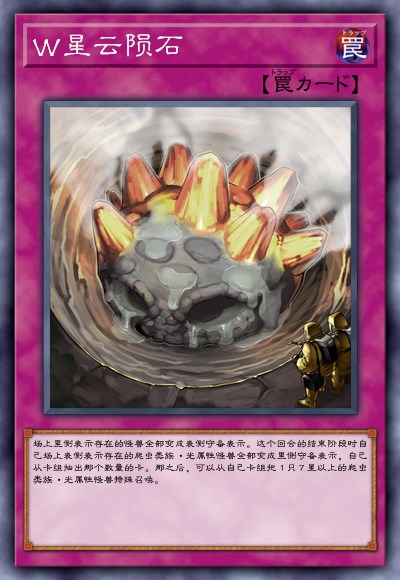 W星云陨石
トラップ
罠
トラップ
【罠カード】
场上里侧表示存在的怪兽全部变成表侧守备表示。这个回合的结束阶段时自
己场上表侧表示存在的爬虫类族・光属性怪兽全部变成里侧守备表示，自己
从卡组抽出那个数量的卡。那之后，可以从自己卡组把１只７星以上的爬虫
类族・光属性怪兽特殊召唤。